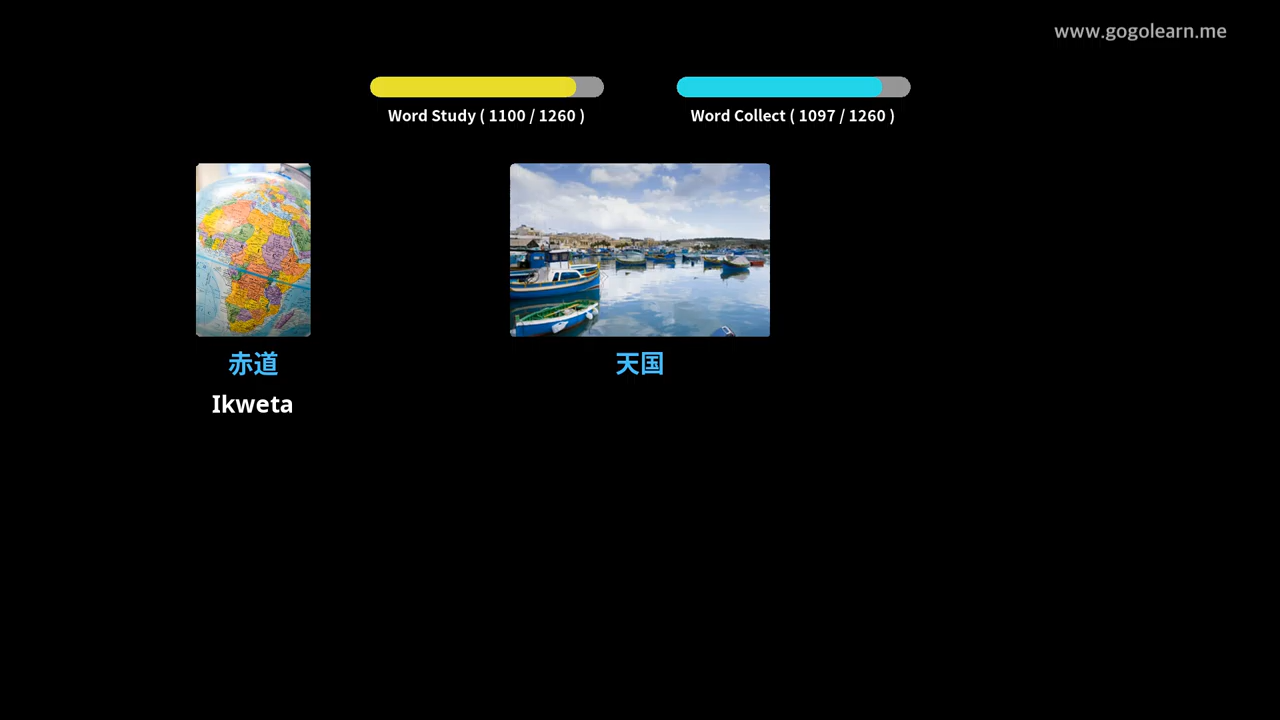 www.gogolearn.me
Word Study ( 1100 / 1260 )
Word Collect ( 1097 / 1260 )
赤道
天国
Ikweta